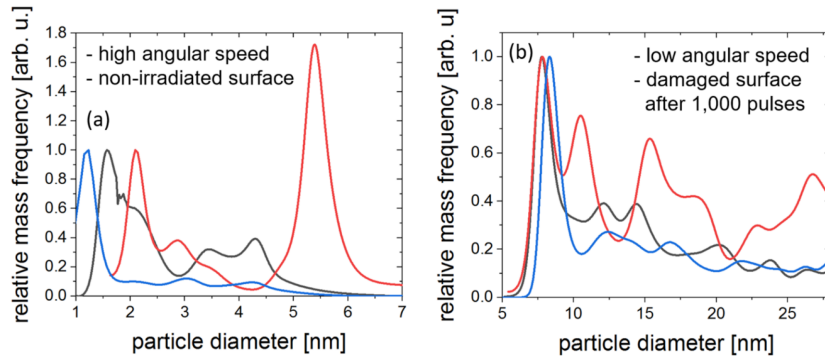 relative mass frequency [arb. u]
1.8
1.6
1.4
1.2
1.0
0.8
0.6
0.4
0.2
0.0
- high angular speed
- non-irradiated surface
(a)
1 2 3 4 5 6 7
particle diameter [nm]
relative mass frequency [arb. u]
1.0
0.8
0.6
0.4
0.2
0.0
(b)
- low angular speed
- damaged surface
after 1,000 pulses
5 10 15 20 25
particle diameter [nm]